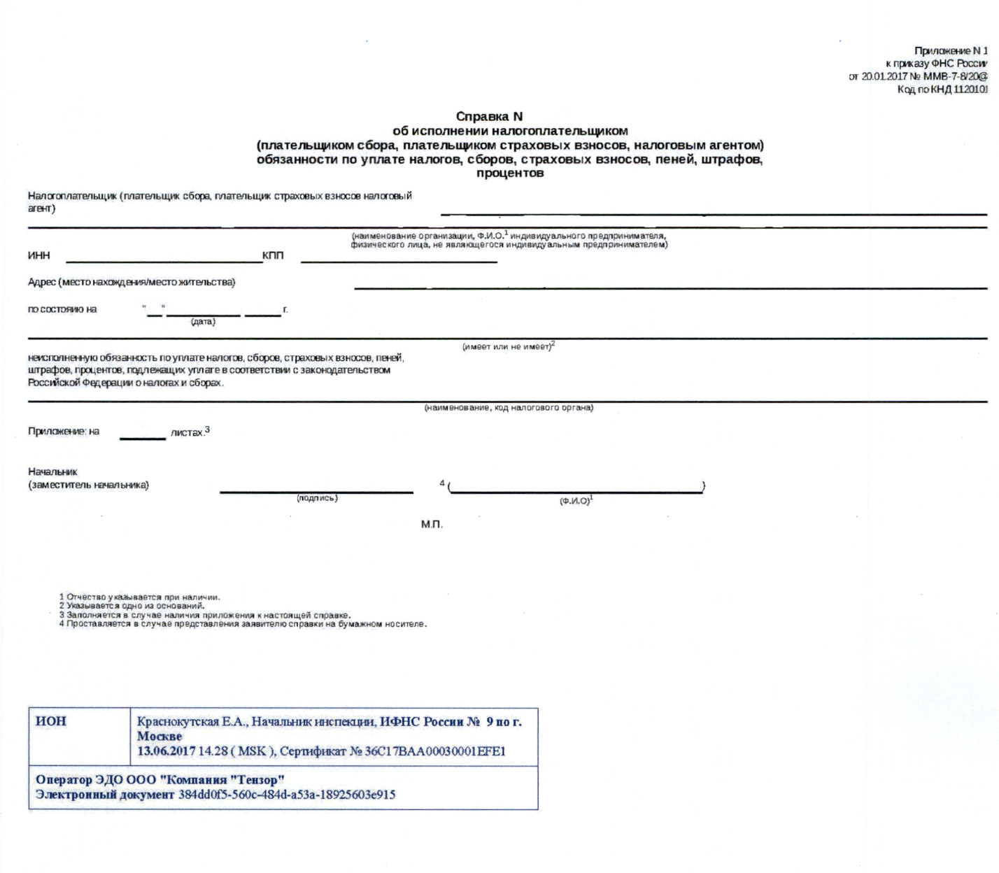 Приложение N 1
к приказу ФНС России
от 20.01.2017 № ММВ-7-8/20@
Код по КНД 1120101
Справка N
об исполнении налогоплательщиком
(плательщиком сбора, плательщиком страховых взносов, налоговым агентом)
обязанности по уплате налогов, сборов, страховых взносов, пеней, штрафов,
процентов
Налогоплательщик (плательщик сбора, плательщик страховых взносов налоговый
агент)
(наименование организации, Ф.И.О.1 индивидуального предпринимателя,
физического лица, не являющегося индивидуальным предпринимателем)
ИНН КПП
Адрес (место нахождения/место жительства)
по состоянию на "__" ________ ____ г.
(дата)
(имеет или не имеет)2
неисполненную обязанность по уплате налогов, сборов, страховых взносов, пеней,
штрафов, процентов, подлежащих уплате в соответствии с законодательством
Российской Федерации о налогах и сборах.
(наименование, код налогового органа)
Приложение: на _____ листах.3
Начальник
(заместитель начальника) 4 ( )
(подпись) (Ф.И.О)1
М.П.
1 Отчество указывается при наличии.
2 Указывается одно из оснований.
3 Заполняется в случае наличия приложения к настоящей справке.
4 Проставляется в случае представления заявителю справки на бумажном носителе.
ИОН Краснокутская Е.А., Начальник инспекции, ИФНС России № 9 по г.
Москве
13.06.2017 14.28 ( MSK ), Сертификат № 36C17BAA00030001EFE1
Оператор ЭДО ООО "Компания "Тензор"
Электронный документ 384dd0f5-560c-484d-a53a-18925603e915